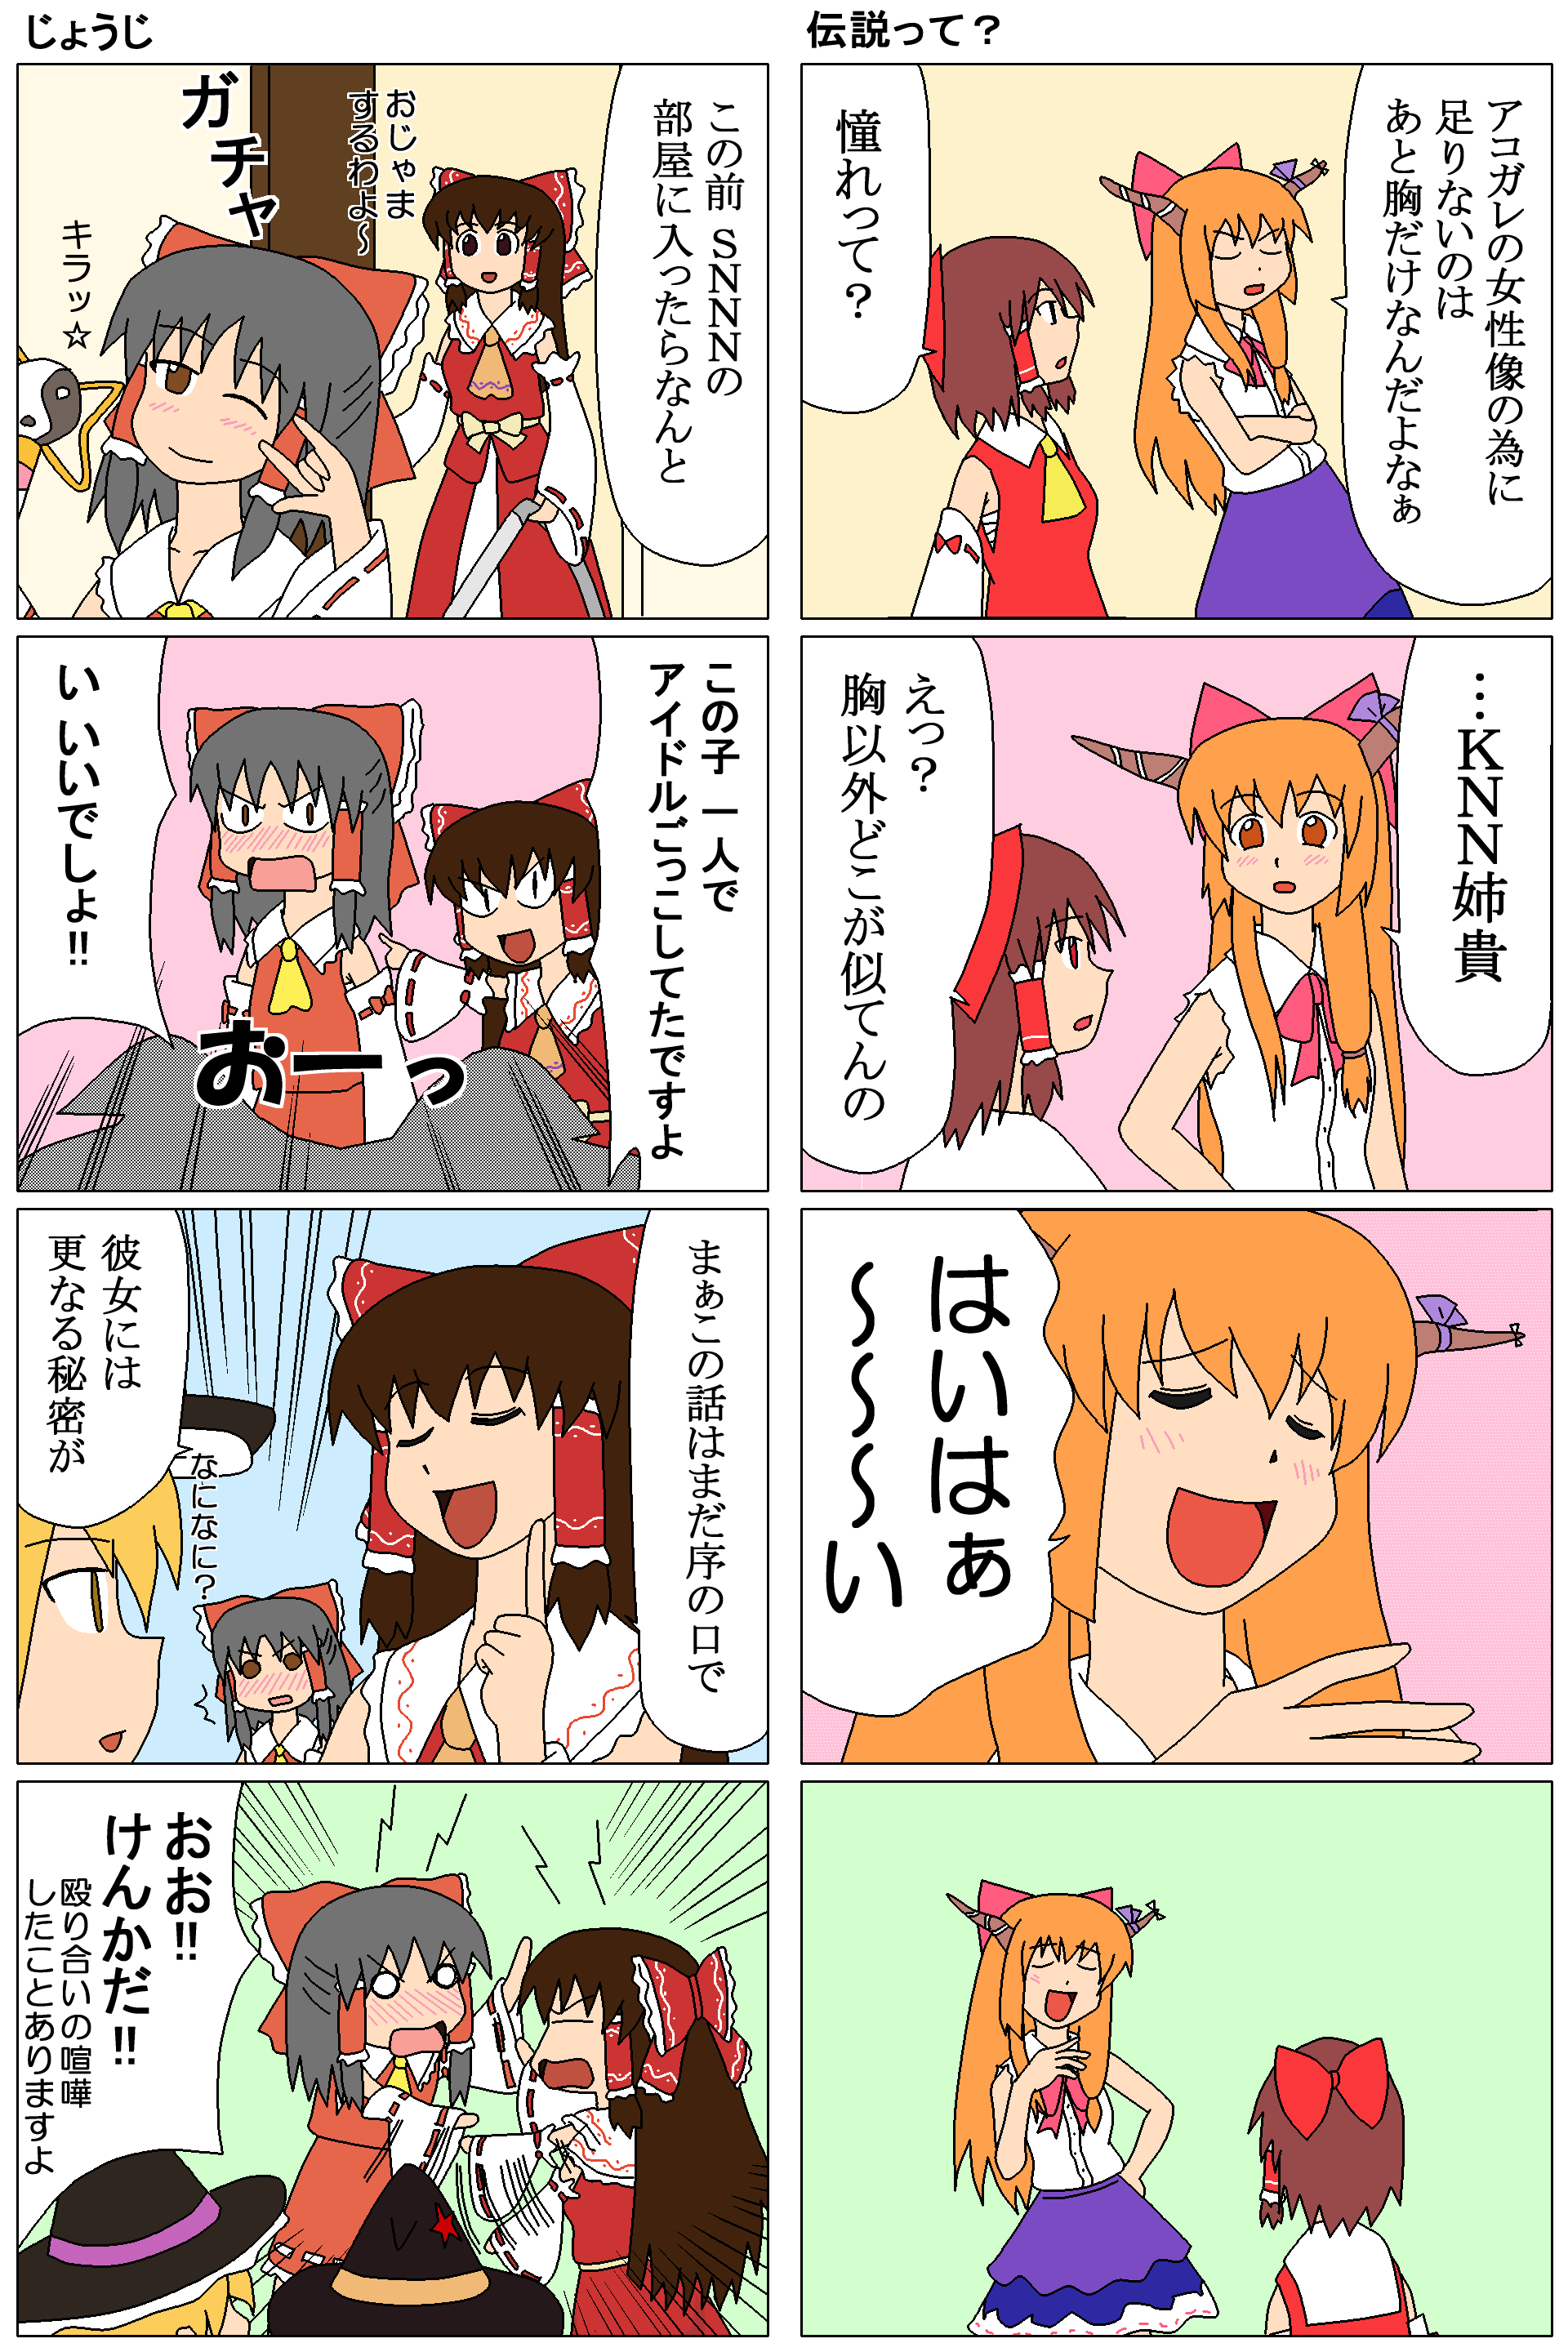 伝説って？
アコガレの女性像の為に
足りないのは
あと胸だけなんだよなぁ
憧れって？
…KNN姉貴
えっ？
胸以外どこが似てんの
はいはぁ
～～～い
じょうじ
この前 SNNNの
部屋に入ったらなんと
おじゃま
するわよ～
ガチャ
キラッ☆
この子 一人で
アイドルごっこしてたですよ
い いいでしょ!!
おーっ
まぁこの話はまだ序の口で
彼女には
更なる秘密が
なになに？
おお!!
けんかだ!!
殴り合いの喧嘩
したことありますよ